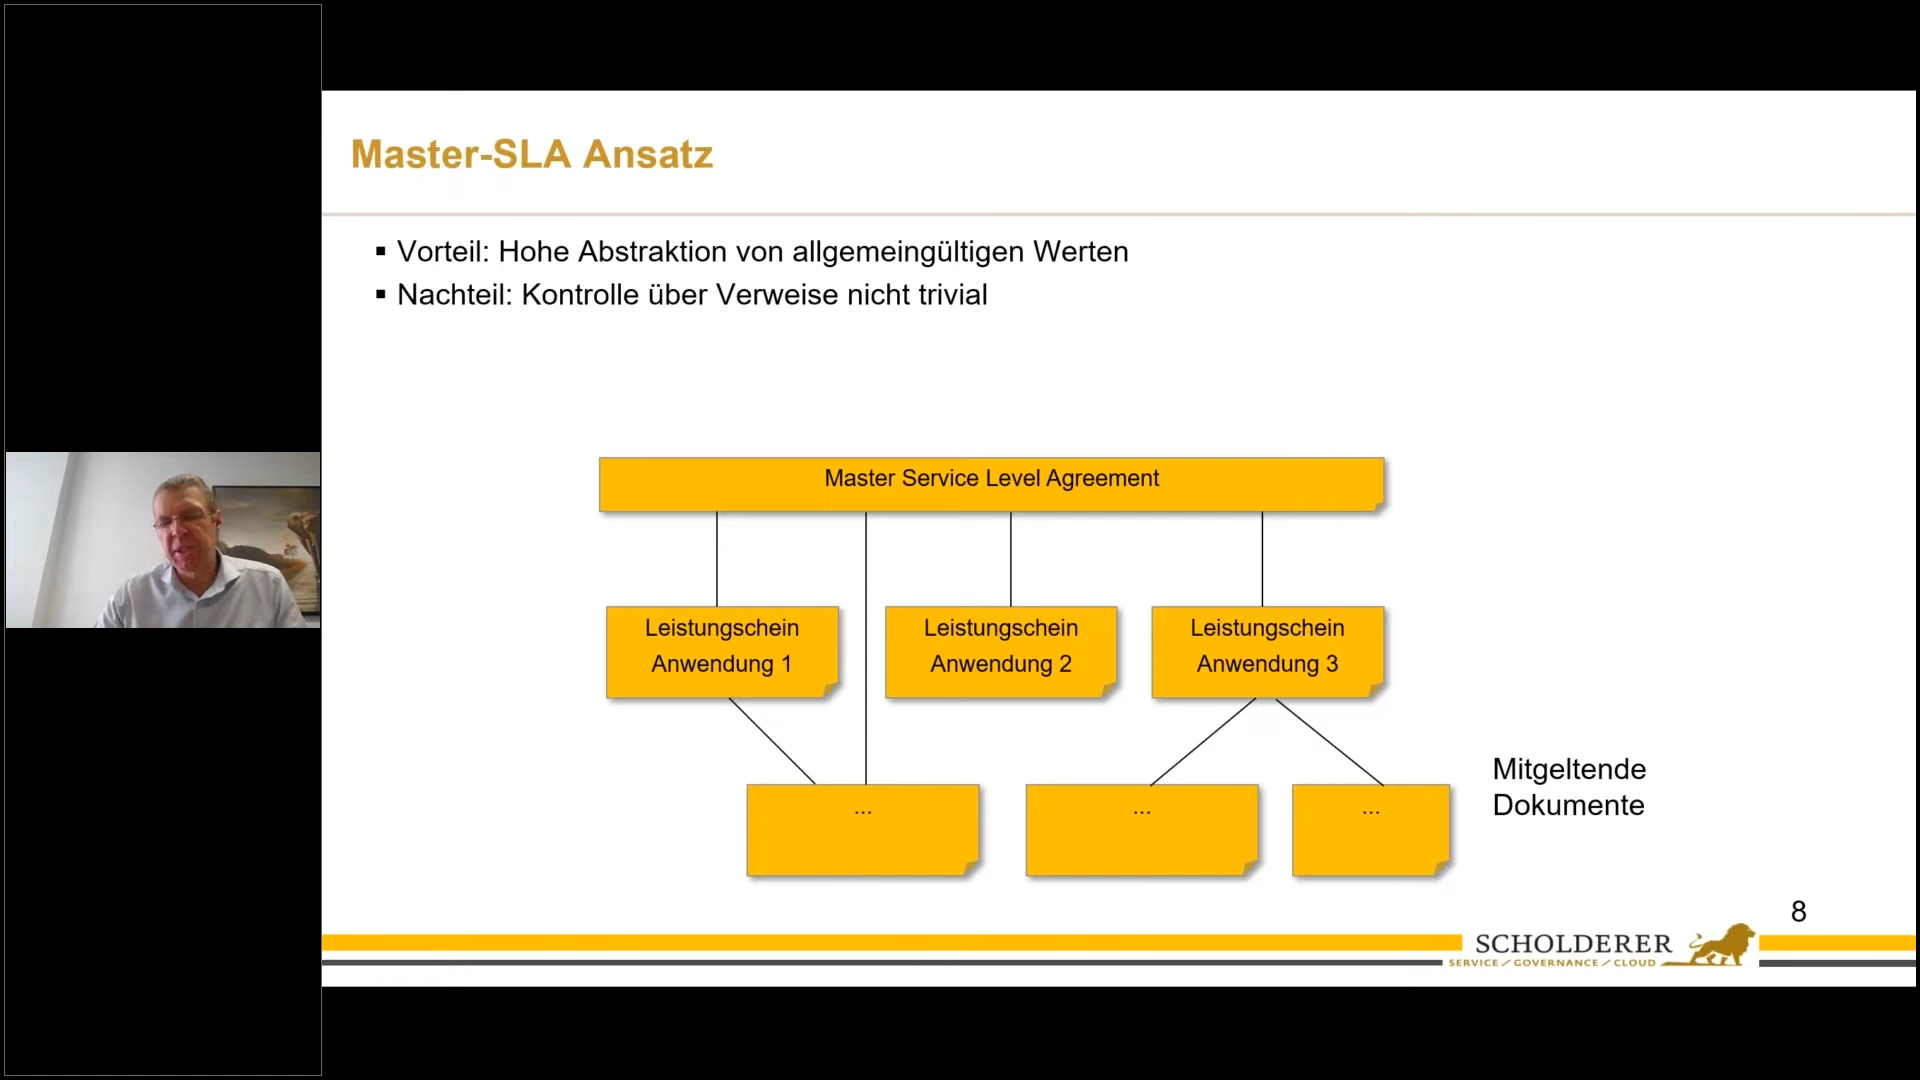 Master-SLA Ansatz
▪ Vorteil: Hohe Abstraktion von allgemeingültigen Werten
▪ Nachteil: Kontrolle über Verweise nicht trivial
Master Service Level Agreement
Leistungschein
Anwendung 1
Leistungschein
Anwendung 2
Leistungschein
Anwendung 3
...
...
...
Mitgeltende
Dokumente
8
SCHOLDERER
SERVICE / GOVERNANCE / CLOUD